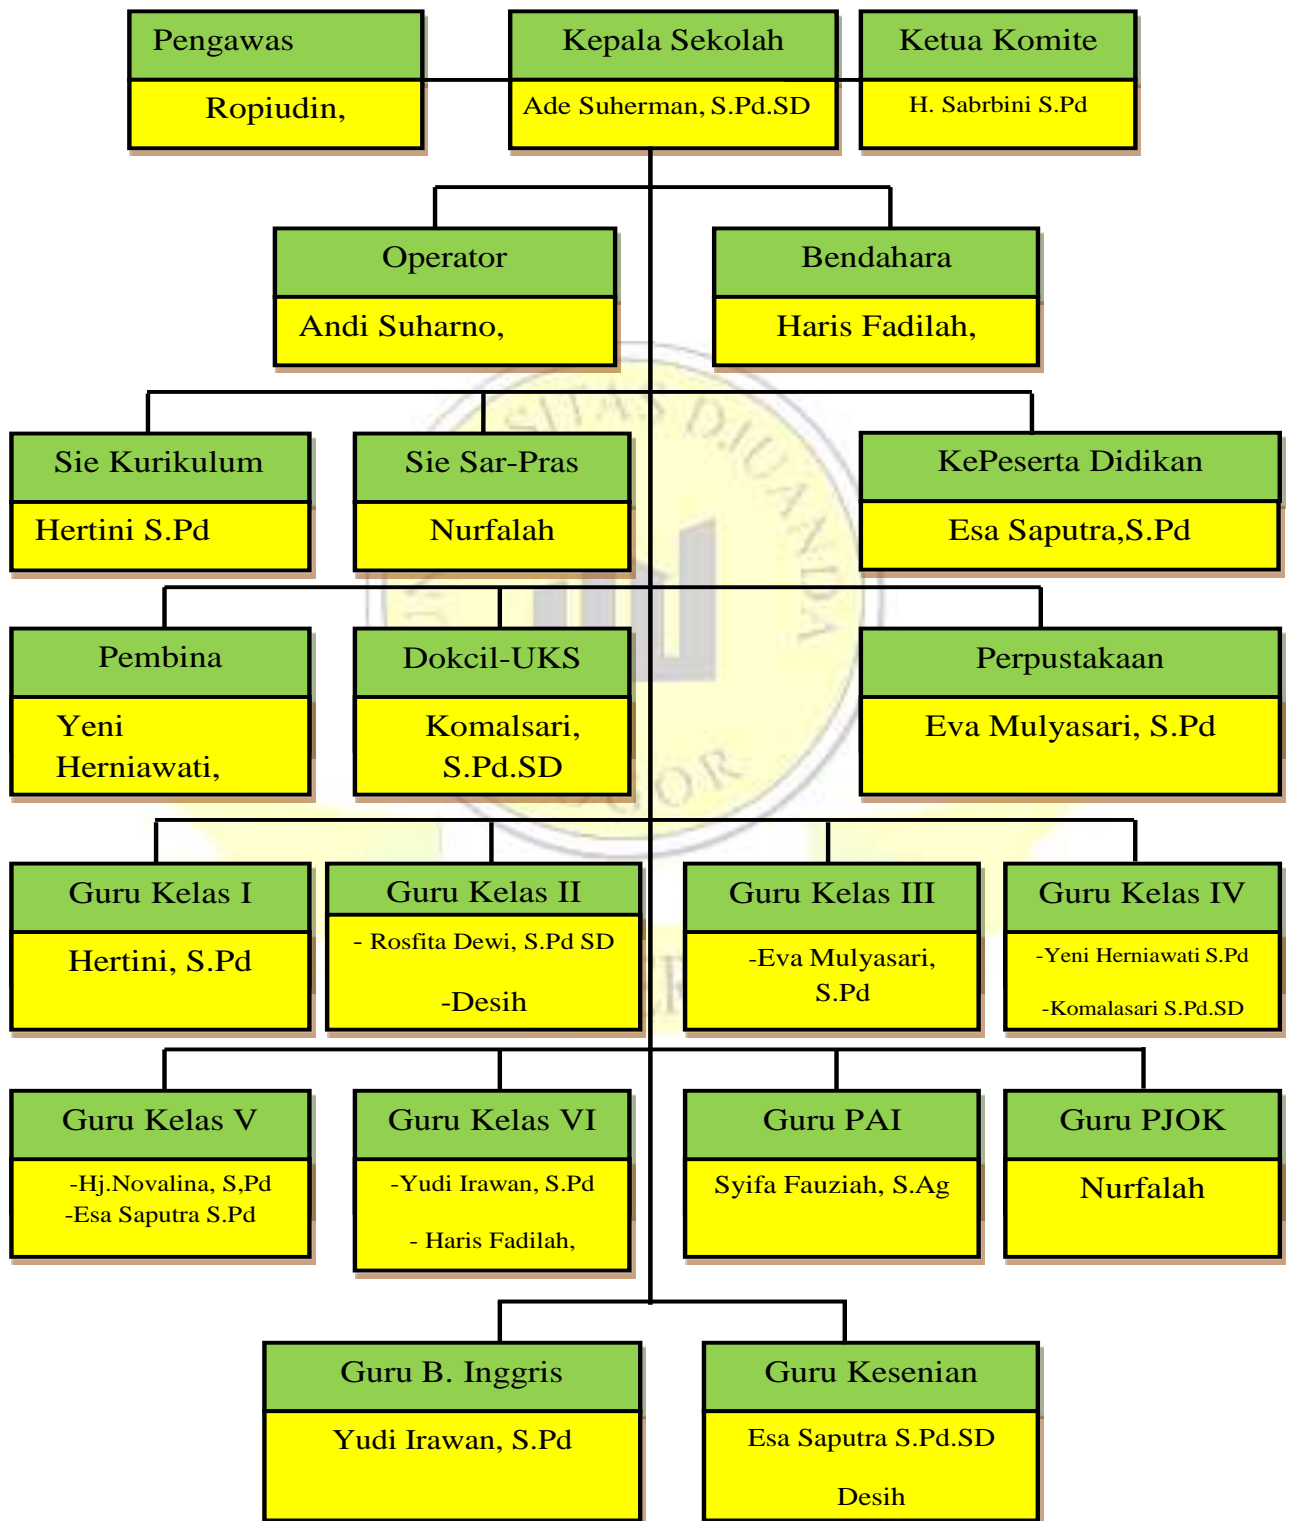 Pengawas
Kepala Sekolah
Ketua Komite
Ropiudin,
Ade Suherman, S.Pd.SD
H. Sabrbini S.Pd
Operator
Bendahara
Andi Suharno,
Haris Fadilah,
Sie Kurikulum
Sie Sar-Pras
KePeserta Didikan
Hertini S.Pd
Nurfalah
Esa Saputra,S.Pd
Pembina
Dokcil-UKS
Perpustakaan
Yeni
Herniawati,
Komalsari,
S.Pd.SD
Eva Mulyasari, S.Pd
Guru Kelas I
Guru Kelas II
Guru Kelas III
Guru Kelas IV
Hertini, S.Pd
- Rosfita Dewi, S.Pd SD
-Desih
-Eva Mulyasari,
S.Pd
-Yeni Herniawati S.Pd
-Komalasari S.Pd.SD
Guru Kelas V
Guru Kelas VI
Guru PAI
Guru PJOK
-Hj.Novalina, S,Pd
-Esa Saputra S.Pd
-Yudi Irawan, S.Pd
- Haris Fadilah,
Syifa Fauziah, S.Ag
Nurfalah
Guru B. Inggris
Guru Kesenian
Yudi Irawan, S.Pd
Esa Saputra S.Pd.SD
Desih